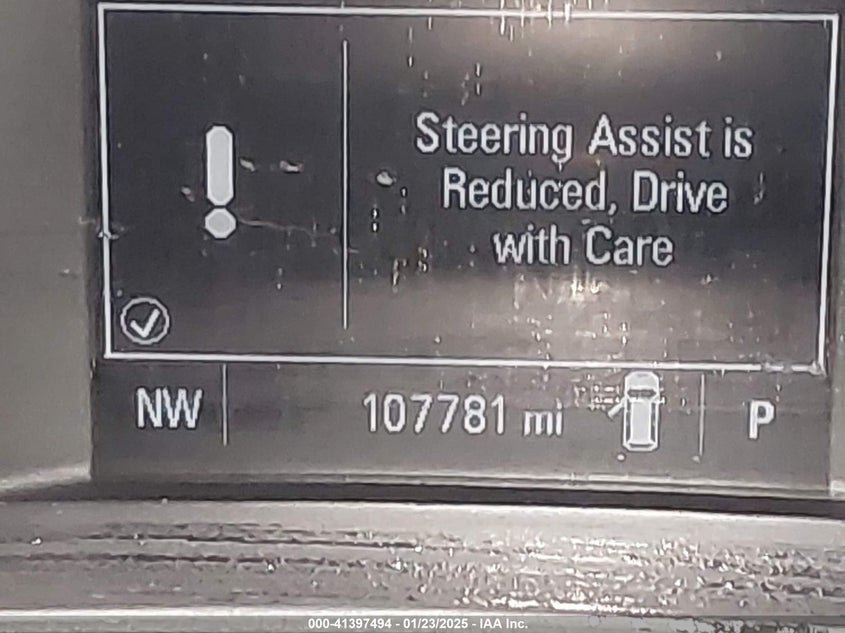 Steering Assist is
Reduced, Drive
with Care
NW
107781 mi
P
000-41397494 - 01/23/2025 - IAA Inc.